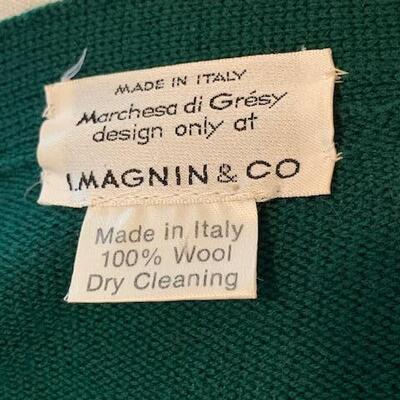 MADE IN ITALY
Marchesa di Grésy
design only at
I.MAGNIN & CO
Made in Italy
100% Wool
Dry Cleaning